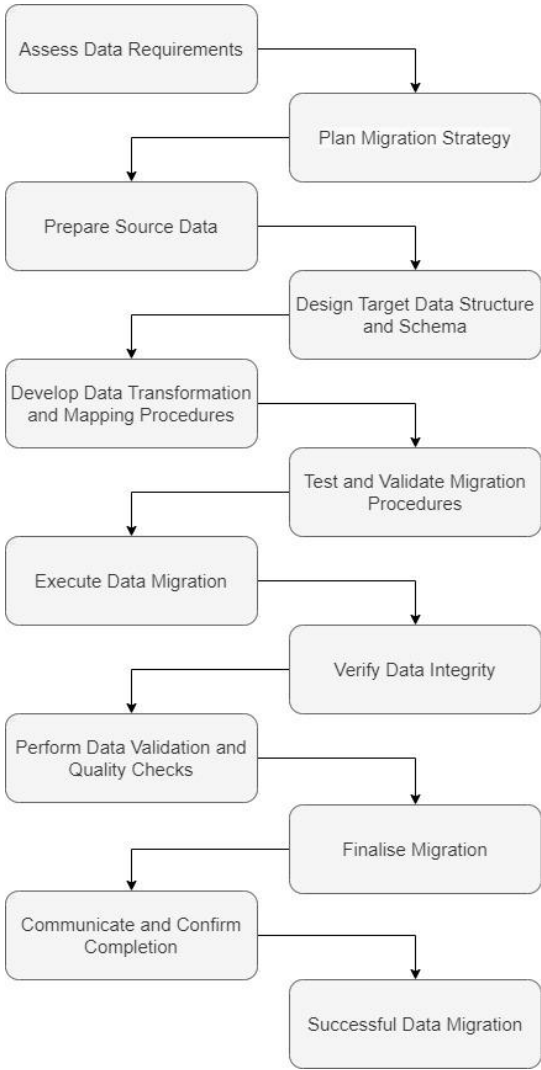 Assess Data Requirements
Plan Migration Strategy
Prepare Source Data
Design Target Data Structure
and Schema
Develop Data Transformation
and Mapping Procedures
Test and Validate Migration
Procedures
Execute Data Migration
Verify Data Integrity
Perform Data Validation and
Quality Checks
Finalise Migration
Communicate and Confirm
Completion
Successful Data Migration